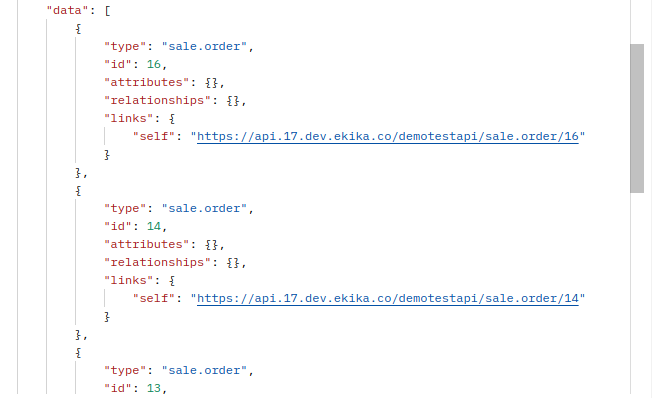 "data": [
{
"type": "sale.order",
"id": 16,
"attributes": {},
"relationships": {},
"links": {
"self": "https://api.17.dev.ekika.co/demotestapi/sale.order/16"
}
},
{
"type": "sale.order",
"id": 14,
"attributes": {},
"relationships": {},
"links": {
"self": "https://api.17.dev.ekika.co/demotestapi/sale.order/14"
}
},
{
"type": "sale.order",
"id": 13,